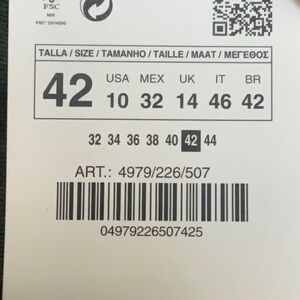 FSC
MIX
TALLA / SIZE / TAMANHO / TAILLE / MAAT / ΜΕΓΕΘΟΣ
42 USA MEX UK IT BR
10 32 14 46 42
32 34 36 38 40 42 44
ART.: 4979/226/507
04979226507425